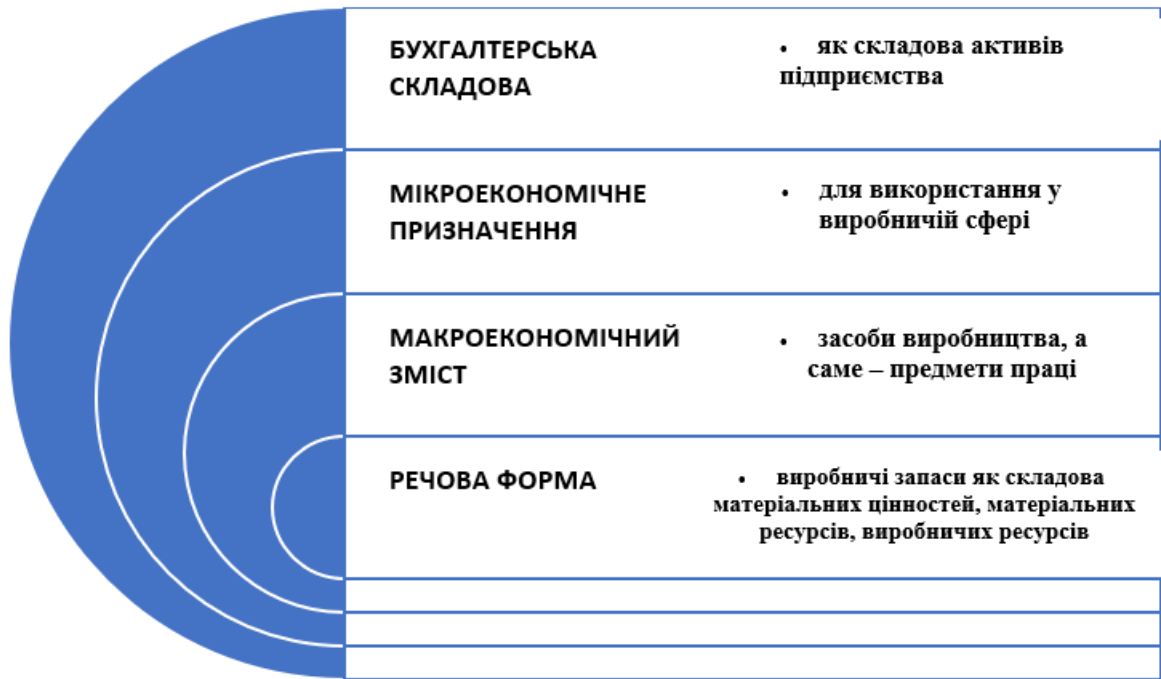 БУХГАЛТЕРСЬКА
СКЛАДОВА
• як складова активів
підприємства
МІКРОЕКОНОМІЧНЕ
ПРИЗНАЧЕННЯ
• для використання у
виробничій сфері
МАКРОЕКОНОМІЧНИЙ
ЗМІСТ
• засоби виробництва, а
саме – предмети праці
РЕЧОВА ФОРМА
• виробничі запаси як складова
матеріальних цінностей, матеріальних
ресурсів, виробничих ресурсів